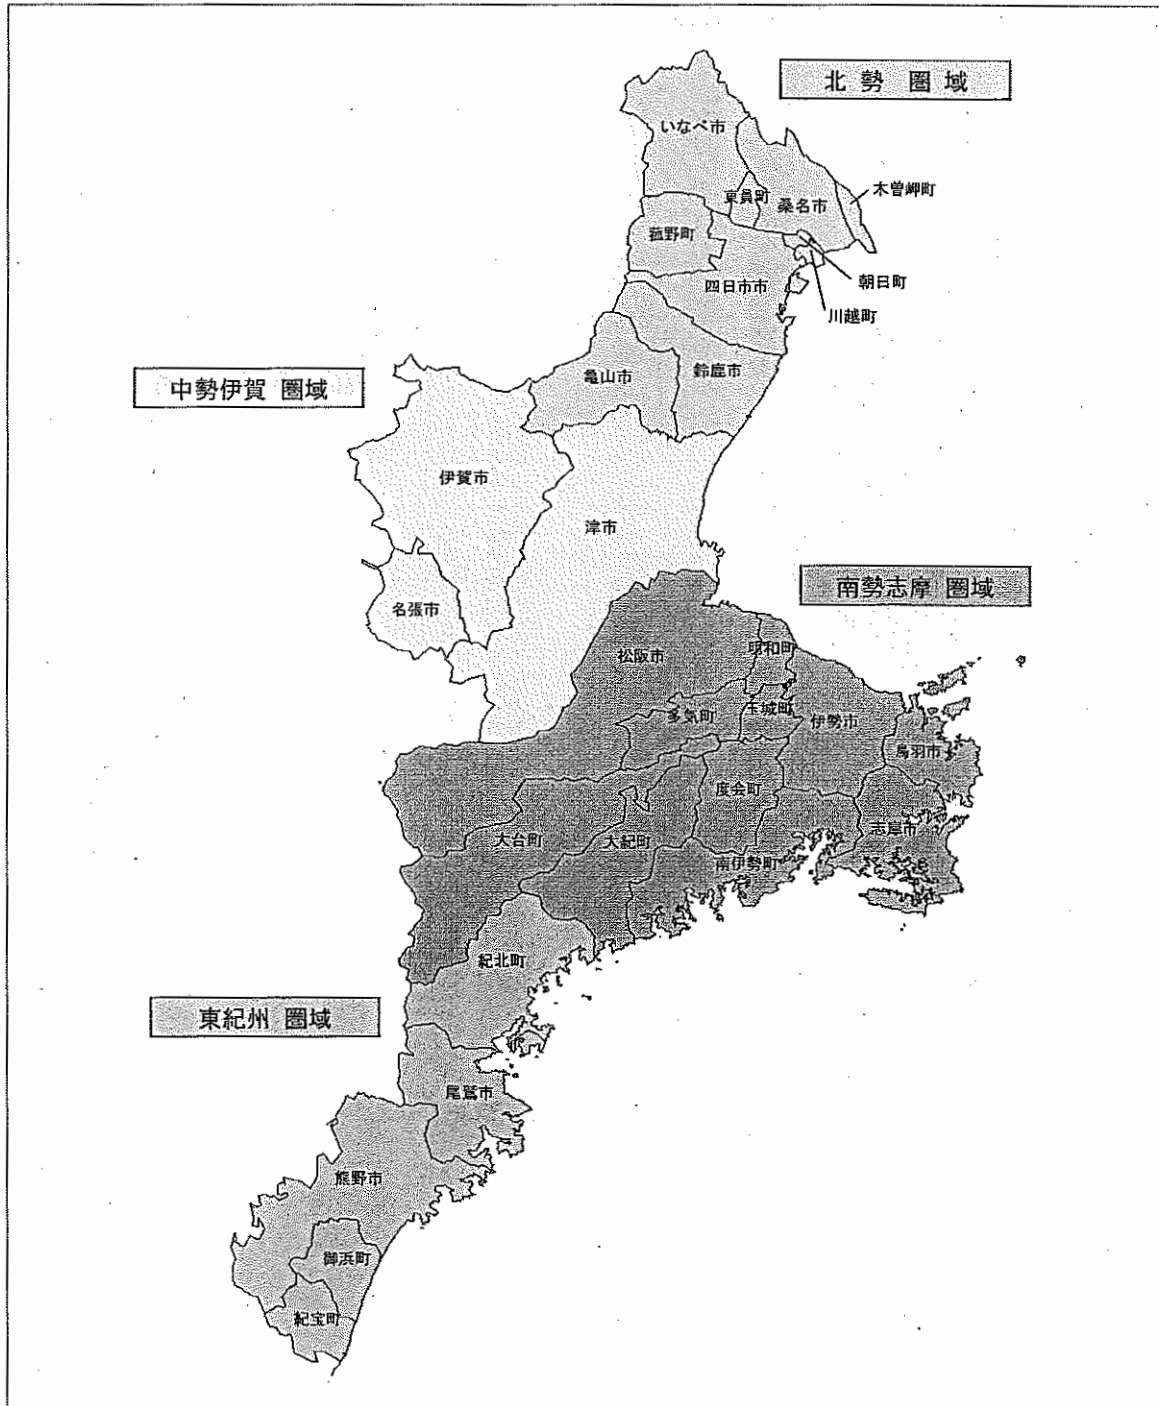 北勢 圏域
いなべ市
木曽岬町
東員町
桑名市
菰野町
朝日町
四日市市
川越町
亀山市
鈴鹿市
中勢伊賀 圏域
伊賀市
津市
南勢志摩 圏域
名張市
松阪市
明和町
多気町
玉城町
伊勢市
鳥羽市
度会町
大台町
大紀町
志摩市
南伊勢町
紀北町
東紀州 圏域
尾鷲市
熊野市
御浜町
紀宝町